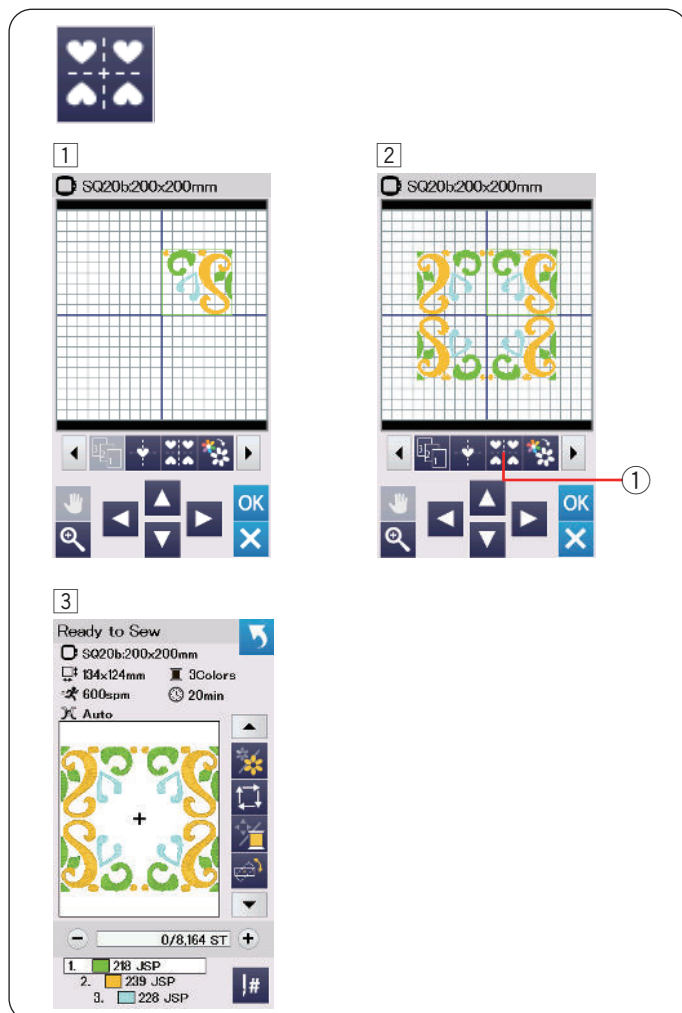 1
SQ20b:200x200mm
OK
2
SQ20b:200x200mm
OK
1
3
Ready to Sew
SQ20b:200x200mm
134x124mm 3Colors
600spm 20min
Auto
0/8,164 ST
1. 218 JSP
2. 239 JSP
3. 228 JSP
#